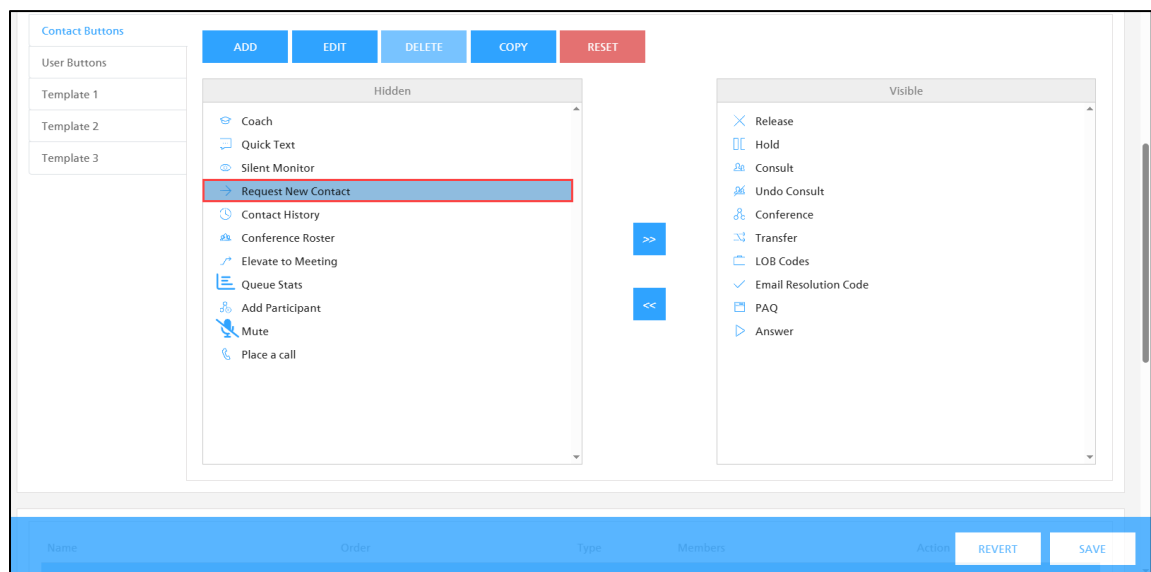 Contact Buttons
User Buttons
Template 1
Template 2
Template 3
ADD EDIT DELETE COPY RESET
Hidden
Coach
Quick Text
Silent Monitor
Request New Contact
Contact History
Conference Roster
Elevate to Meeting
Queue Stats
Add Participant
Mute
Place a call
>>
<<
Visible
Release
Hold
Consult
Undo Consult
Conference
Transfer
LOB Codes
Email Resolution Code
PAQ
Answer
Name Order Type Members Action
REVERT SAVE